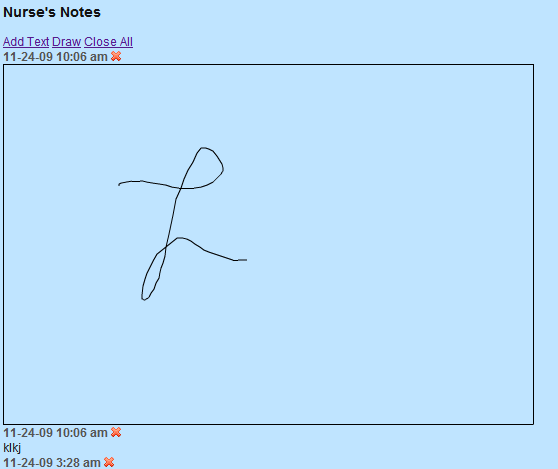 Nurse's Notes
Add Text Draw Close All
11-24-09 10:06 am
11-24-09 10:06 am
klkj
11-24-09 3:28 am